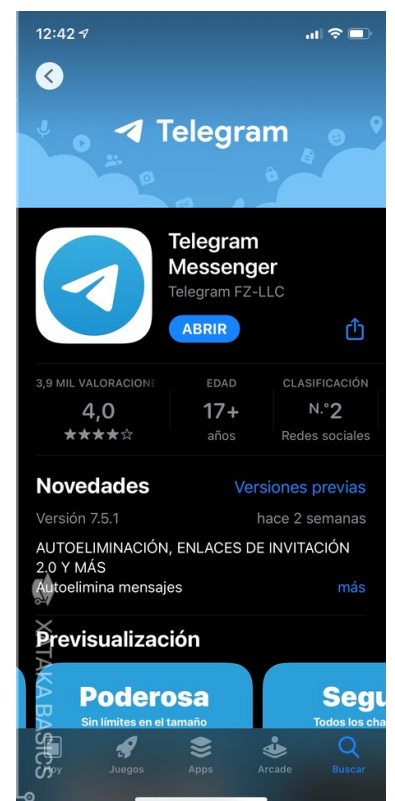 12:42
Telegram
Telegram
Messenger
Telegram FZ-LLC
ABRIR
3,9 MIL VALORACIONE
EDAD
CLASIFICACIÓN
4,0
17+
N.º2
años
Redes sociales
Novedades
Versiones previas
Versión 7.5.1
hace 2 semanas
AUTOELIMINACIÓN, ENLACES DE INVITACIÓN
2.0 Y MÁS
Autoelimina mensajes
más
Previsualización
Poderosa
Sin límites en el tamaño
Segu
Todos los cha
Hoy
Juegos
Apps
Arcade
Buscar
XATAKA BASICS